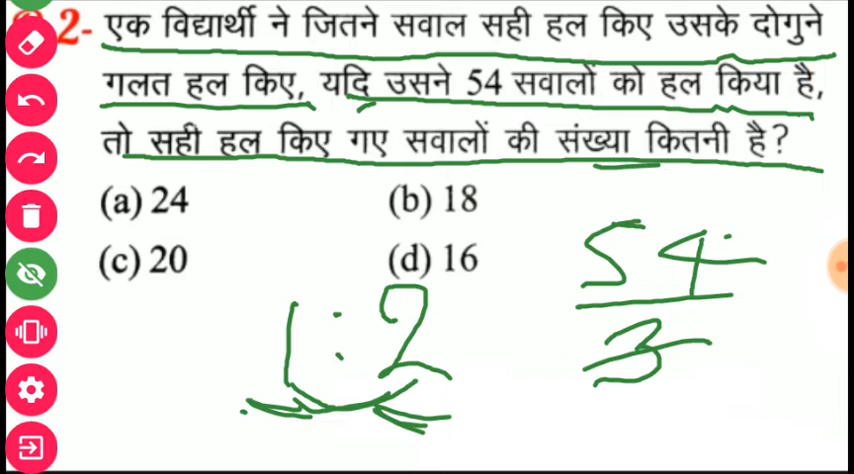 2- एक विद्यार्थी ने जितने सवाल सही हल किए उसके दोगुने
गलत हल किए, यदि उसने 54 सवालों को हल किया है,
तो सही हल किए गए सवालों की संख्या कितनी है?
(a) 24 (b) 18
(c) 20 (d) 16
1:2
54
3